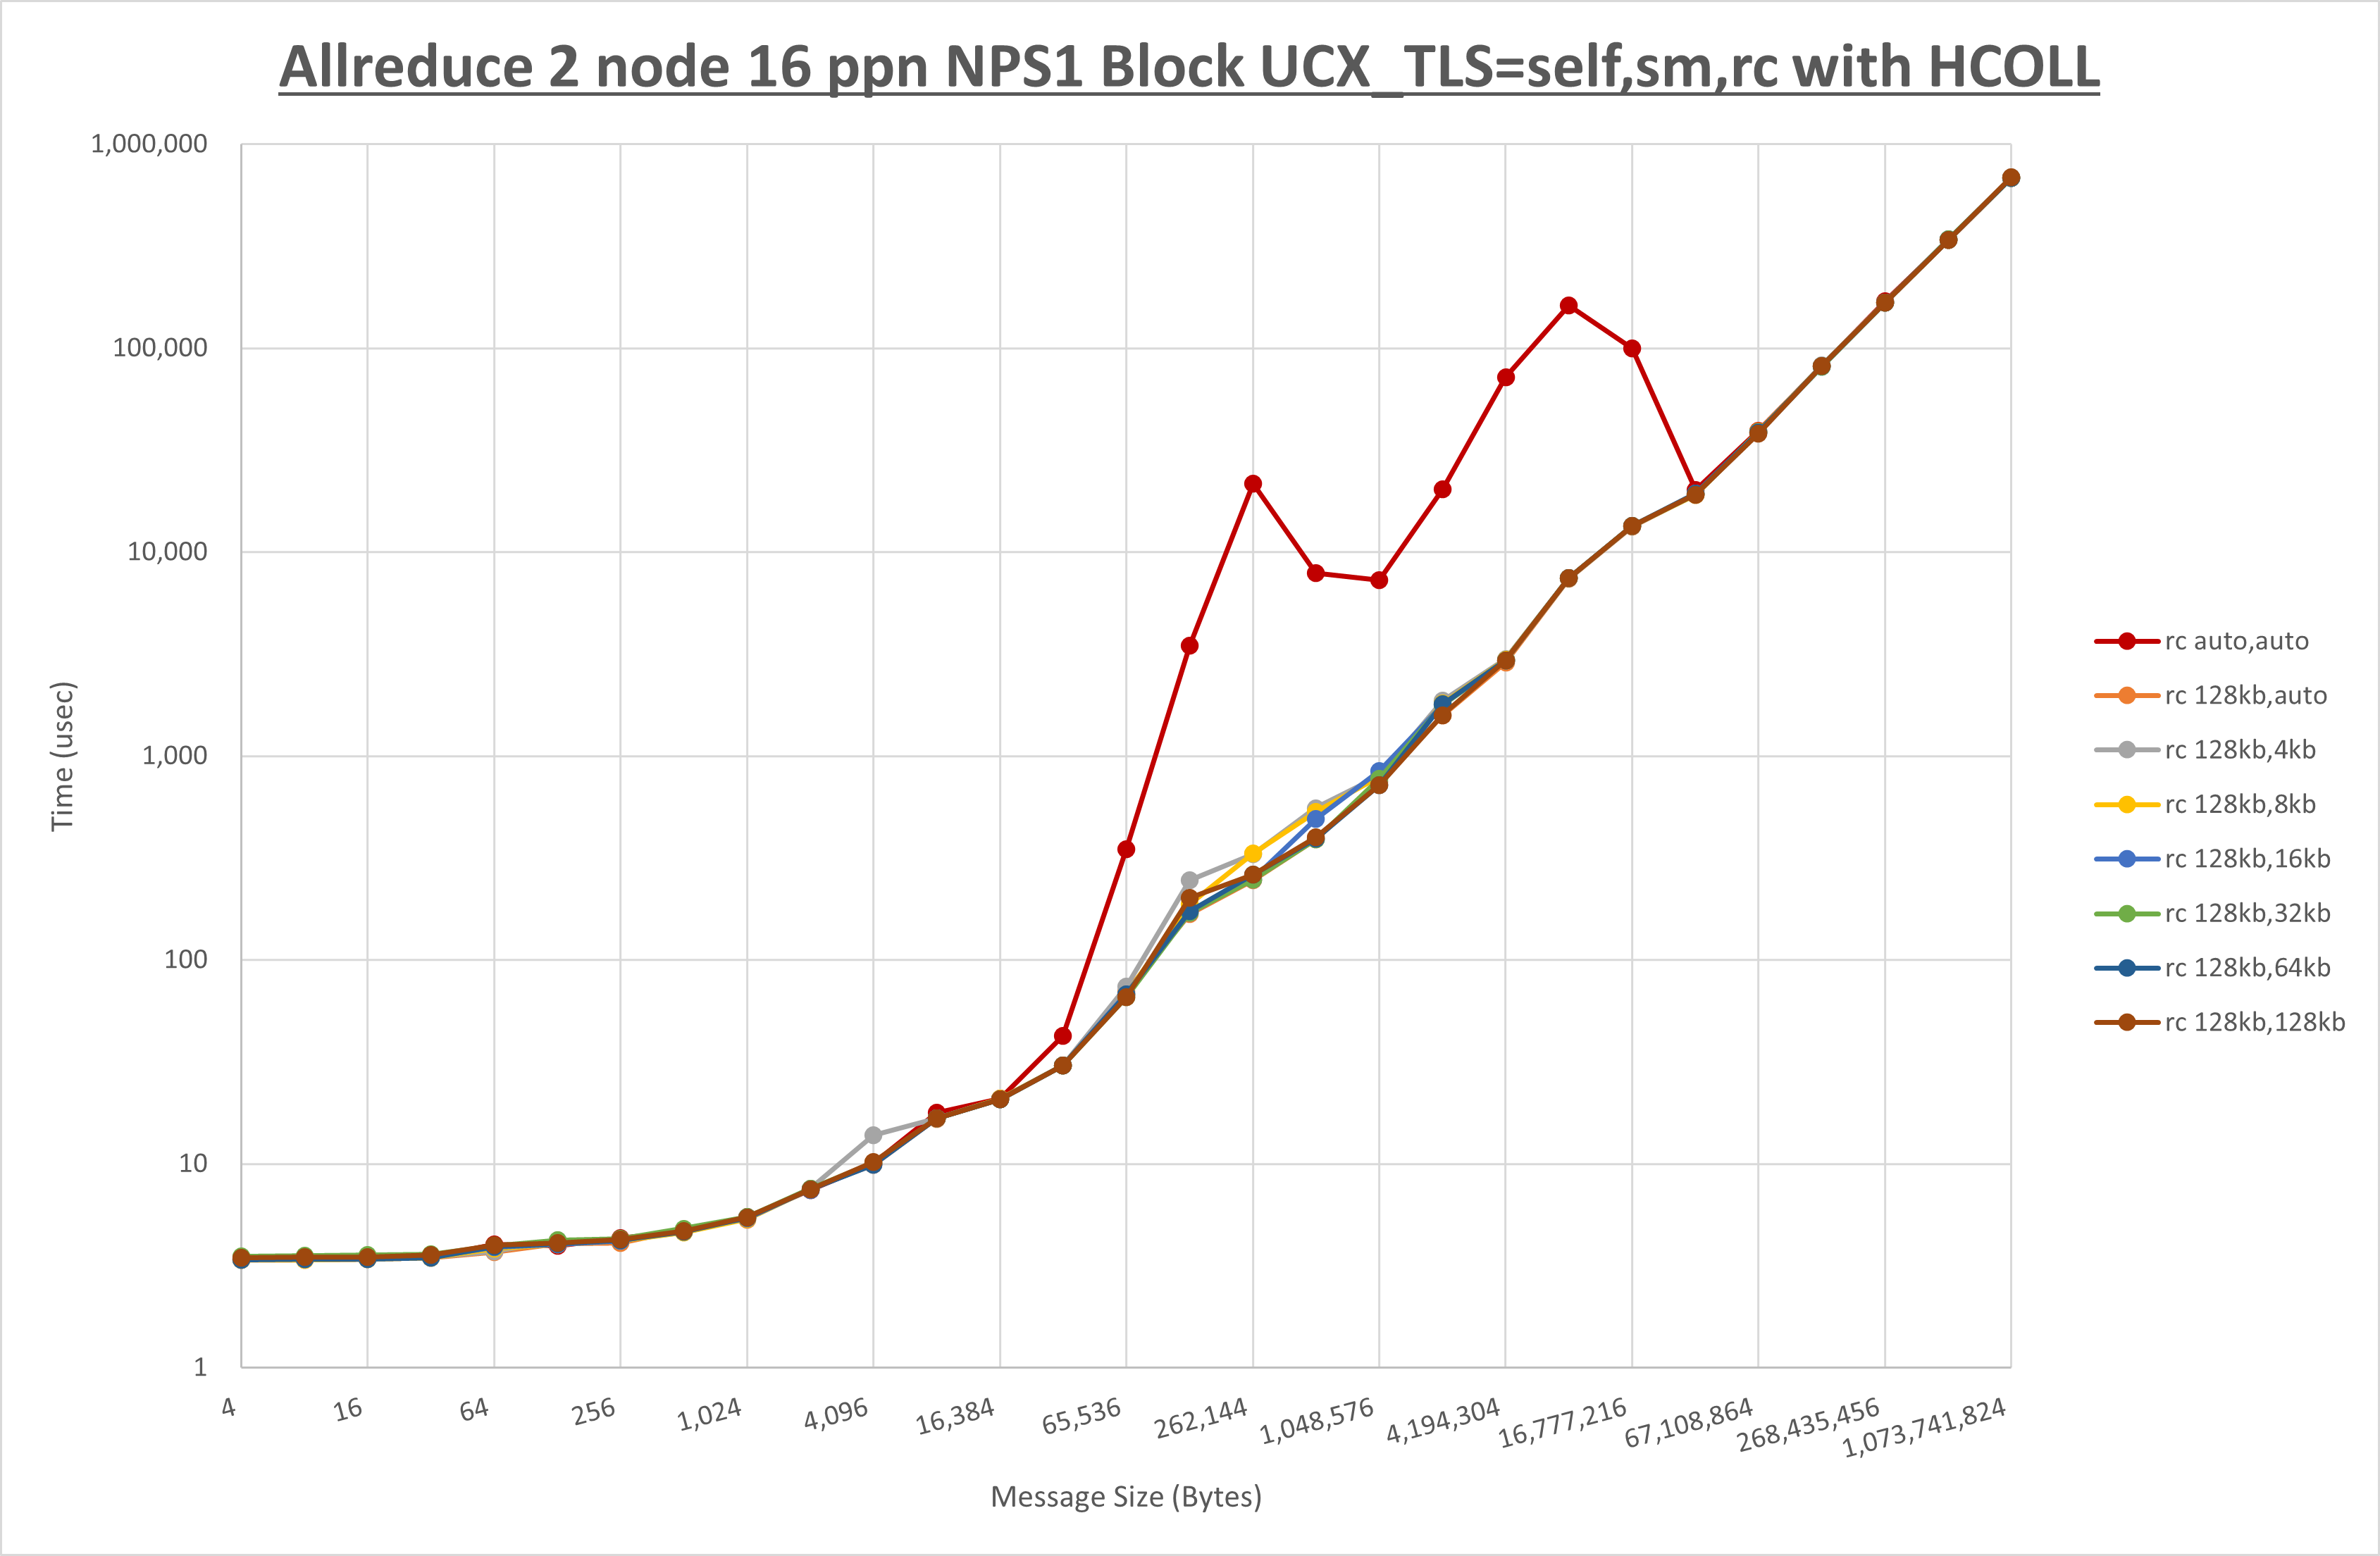 Allreduce 2 node 16 ppn NPS1 Block UCX_TLS=self,sm,rc with HCOLL
1,000,000
100,000
10,000
1,000
100
10
1
Time (usec)
4
16
64
256
1,024
4,096
16,384
65,536
262,144
1,048,576
4,194,304
16,777,216
67,108,864
268,435,456
1,073,741,824
Message Size (Bytes)
rc auto,auto
rc 128kb,auto
rc 128kb,4kb
rc 128kb,8kb
rc 128kb,16kb
rc 128kb,32kb
rc 128kb,64kb
rc 128kb,128kb